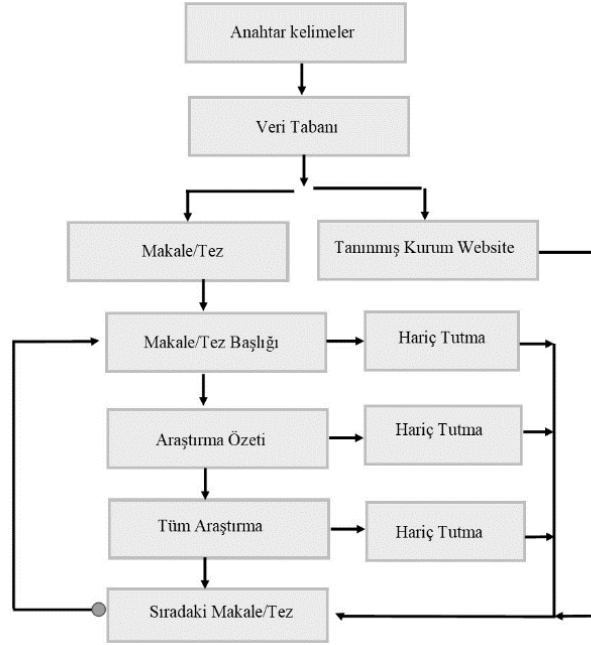 Anahtar kelimeler
Veri Tabanı
Makale/Tez
Tanınmış Kurum Website
Makale/Tez Başlığı
Hariç Tutma
Araştırma Özeti
Hariç Tutma
Tüm Araştırma
Hariç Tutma
Sıradaki Makale/Tez